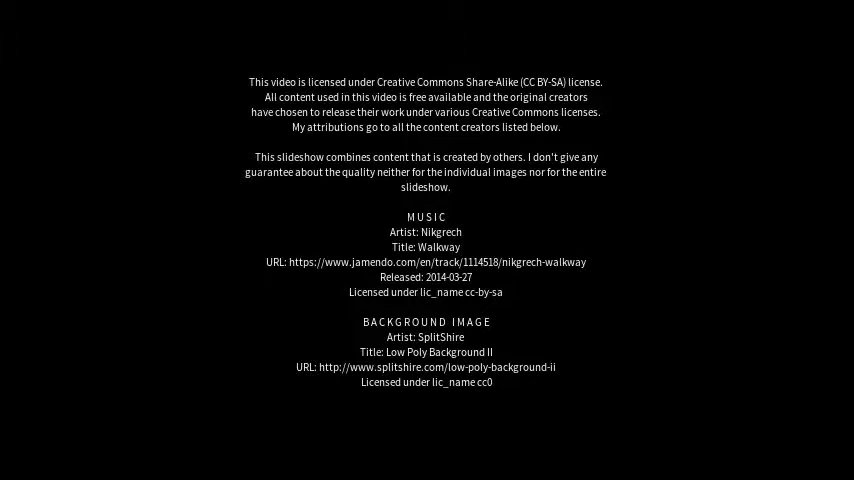 This video is licensed under Creative Commons Share-Alike (CC BY-SA) license.
All content used in this video is free available and the original creators
have chosen to release their work under various Creative Commons licenses.
My attributions go to all the content creators listed below.
This slideshow combines content that is created by others. I don't give any
guarantee about the quality neither for the individual images nor for the entire
slideshow.
MUSIC
Artist: Nikgrech
Title: Walkway
URL: https://www.jamendo.com/en/track/1114518/nikgrech-walkway
Released: 2014-03-27
Licensed under lic_name cc-by-sa
BACKGROUND IMAGE
Artist: SplitShire
Title: Low Poly Background II
URL: http://www.splitshire.com/low-poly-background-ii
Licensed under lic_name cc0